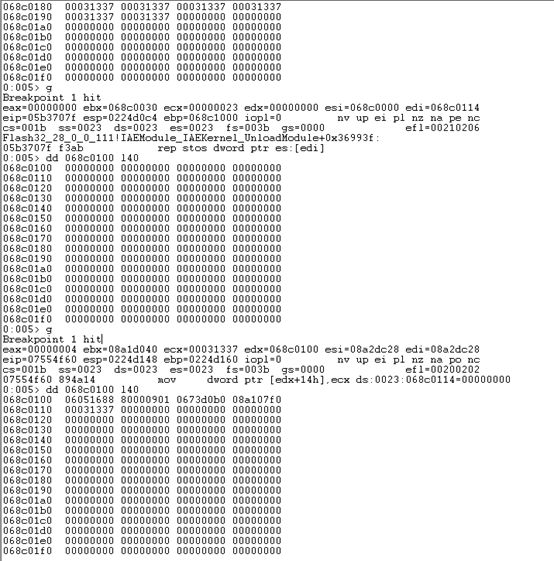 068c0180  00031337 00031337 00031337 00031337
068c0190  00031337 00031337 00000000 00000000
068c01a0  00000000 00000000 00000000 00000000
068c01b0  00000000 00000000 00000000 00000000
068c01c0  00000000 00000000 00000000 00000000
068c01d0  00000000 00000000 00000000 00000000
068c01e0  00000000 00000000 00000000 00000000
068c01f0  00000000 00000000 00000000 00000000
0:005> g
Breakpoint 1 hit
eax=00000000 ebx=068c0030 ecx=00000023 edx=00000000 esi=068c0000 edi=068c0114
eip=05b3707f esp=0224d0c4 ebp=068c1000 iopl=0         nv up ei pl nz na pe nc
cs=001b  ss=0023  ds=0023  es=0023  fs=003b  gs=0000             efl=00210206
Flash32_28_0_0_111!IAEModule_IAEKernel_UnloadModule+0x36993f:
05b3707f f3ab            rep stos dword ptr es:[edi]
0:005> dd 068c0100 l40
068c0100  00000000 00000000 00000000 00000000
068c0110  00000000 00000000 00000000 00000000
068c0120  00000000 00000000 00000000 00000000
068c0130  00000000 00000000 00000000 00000000
068c0140  00000000 00000000 00000000 00000000
068c0150  00000000 00000000 00000000 00000000
068c0160  00000000 00000000 00000000 00000000
068c0170  00000000 00000000 00000000 00000000
068c0180  00000000 00000000 00000000 00000000
068c0190  00000000 00000000 00000000 00000000
068c01a0  00000000 00000000 00000000 00000000
068c01b0  00000000 00000000 00000000 00000000
068c01c0  00000000 00000000 00000000 00000000
068c01d0  00000000 00000000 00000000 00000000
068c01e0  00000000 00000000 00000000 00000000
068c01f0  00000000 00000000 00000000 00000000
0:005> g
Breakpoint 1 hit
eax=00000004 ebx=08a1d040 ecx=00031337 edx=068c0100 esi=08a2dc28 edi=08a2dc28
eip=07554f60 esp=0224d148 ebp=0224d160 iopl=0         nv up ei pl nz na po nc
cs=001b  ss=0023  ds=0023  es=0023  fs=003b  gs=0000             efl=00200202
07554f60 894a14          mov     dword ptr [edx+14h],ecx ds:0023:068c0114=00000000
0:005> dd 068c0100 l40
068c0100  06051688 80000901 0673d0b0 08a107f0
068c0110  00031337 00000000 00000000 00000000
068c0120  00000000 00000000 00000000 00000000
068c0130  00000000 00000000 00000000 00000000
068c0140  00000000 00000000 00000000 00000000
068c0150  00000000 00000000 00000000 00000000
068c0160  00000000 00000000 00000000 00000000
068c0170  00000000 00000000 00000000 00000000
068c0180  00000000 00000000 00000000 00000000
068c0190  00000000 00000000 00000000 00000000
068c01a0  00000000 00000000 00000000 00000000
068c01b0  00000000 00000000 00000000 00000000
068c01c0  00000000 00000000 00000000 00000000
068c01d0  00000000 00000000 00000000 00000000
068c01e0  00000000 00000000 00000000 00000000
068c01f0  00000000 00000000 00000000 00000000